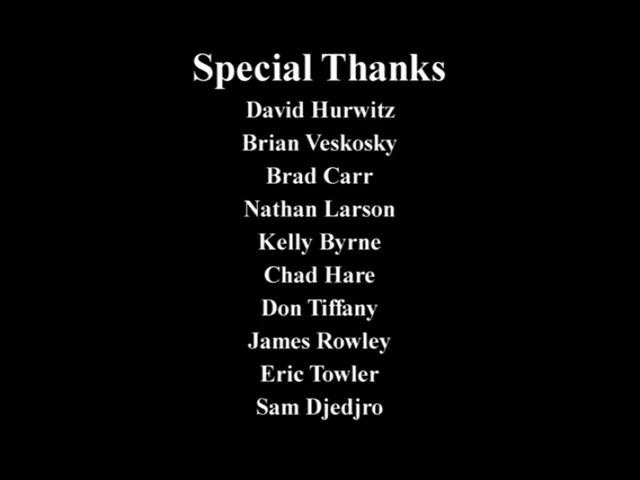 Special Thanks
David Hurwitz
Brian Veskosky
Brad Carr
Nathan Larson
Kelly Byrne
Chad Hare
Don Tiffany
James Rowley
Eric Towler
Sam Djedjro